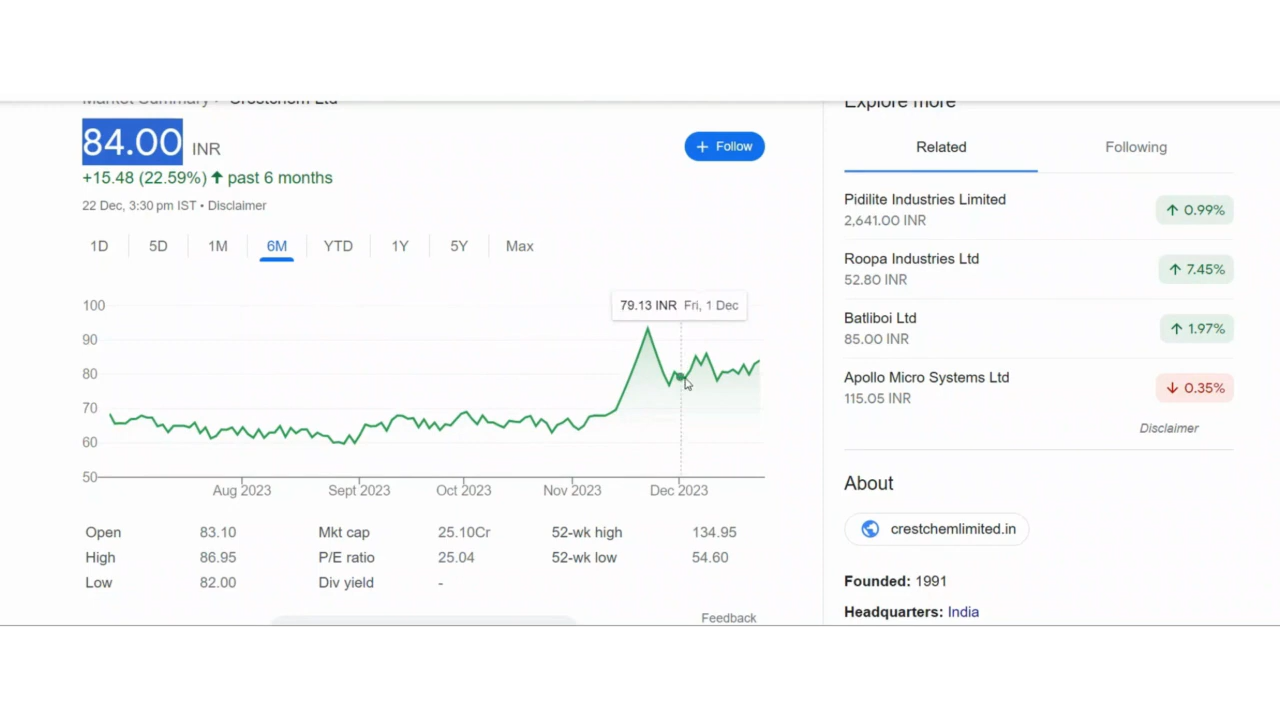 Market Summary > Crestchem Ltd
84.00 INR
+ Follow
+15.48 (22.59%) ↑ past 6 months
22 Dec, 3:30 pm IST • Disclaimer
1D 5D 1M 6M YTD 1Y 5Y Max
79.13 INR Fri, 1 Dec
100
90
80
70
60
50
Aug 2023 Sept 2023 Oct 2023 Nov 2023 Dec 2023
Open 83.10 Mkt cap 25.10Cr 52-wk high 134.95
High 86.95 P/E ratio 25.04 52-wk low 54.60
Low 82.00 Div yield -
Feedback
Explore more
Related Following
Pidilite Industries Limited
2,641.00 INR
↑ 0.99%
Roopa Industries Ltd
52.80 INR
↑ 7.45%
Batliboi Ltd
85.00 INR
↑ 1.97%
Apollo Micro Systems Ltd
115.05 INR
↓ 0.35%
Disclaimer
About
crestchemlimited.in
Founded: 1991
Headquarters: India